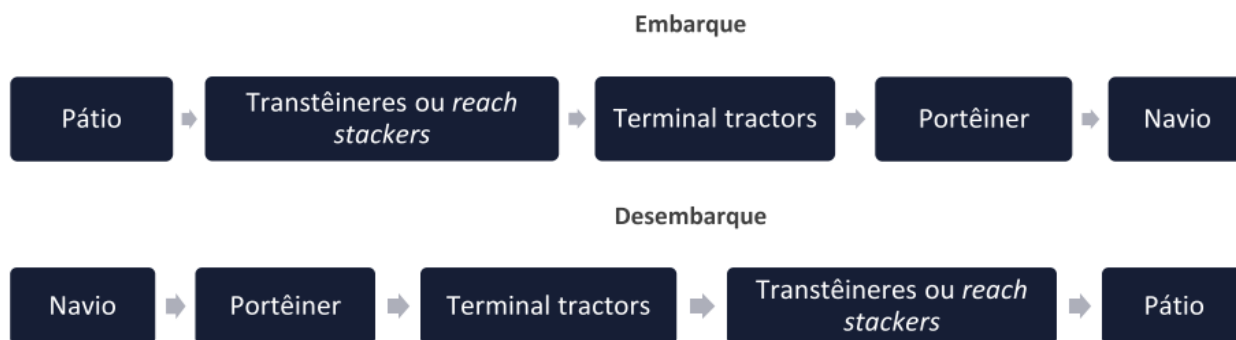 Embarque
Pátio
Transtêineres ou reach
stackers
Terminal tractors
Portêiner
Navio
Desembarque
Navio
Portêiner
Terminal tractors
Transtêineres ou reach
stackers
Pátio